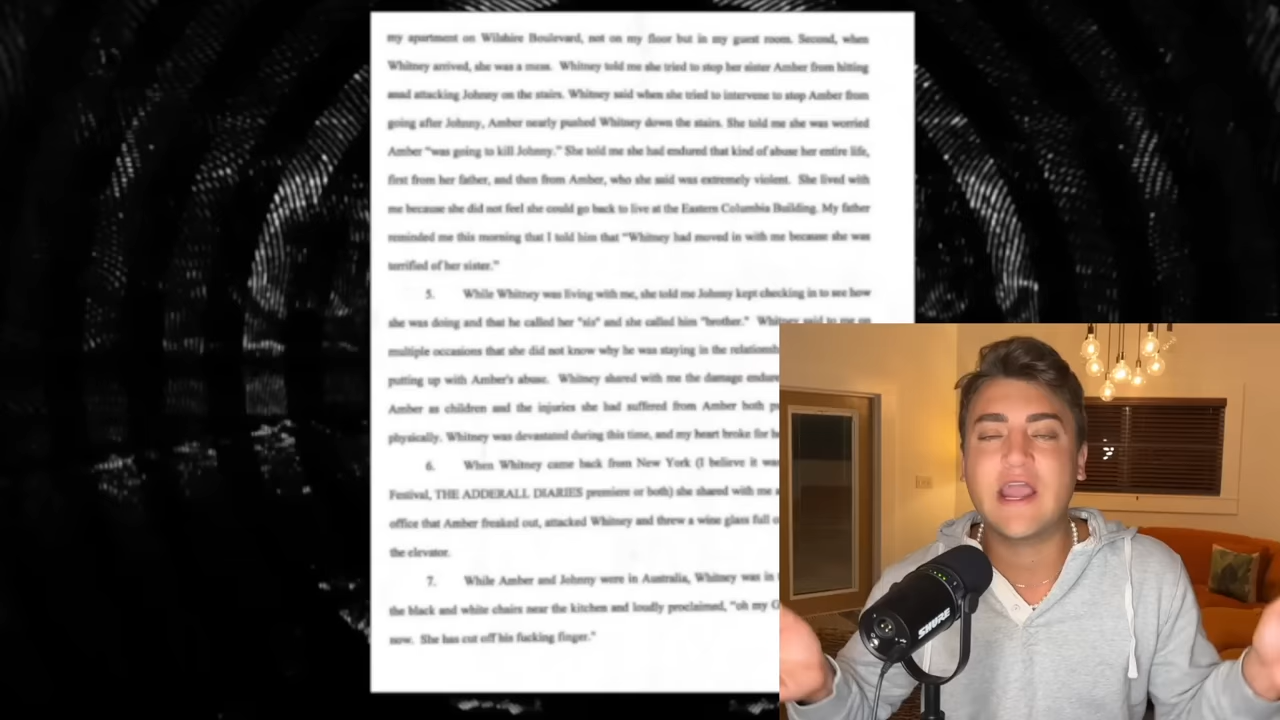 my apartment on Wilshire Boulevard, not on my floor but in my guest room. Second, when
Whitney arrived, she was a mess. Whitney told me she tried to stop her sister Amber from hitting
and attacking Johnny on the stairs. Whitney said when she tried to intervene to stop Amber from
going after Johnny, Amber nearly pushed Whitney down the stairs. She told me she was worried
Amber "was going to kill Johnny." She told me she had endured that kind of abuse her entire life,
first from her father, and then from Amber, who she said was extremely violent. She lived with
me because she did not feel she could go back to live at the Eastern Columbia Building. My father
reminded me this morning that I told him that "Whitney had moved in with me because she was
terrified of her sister."
5. While Whitney was living with me, she told me Johnny kept checking in to see how
she was doing and that he called her "sis" and she called him "brother." Whitney said to me on
multiple occasions that she did not know why he was staying in the
putting up with Amber's abuse. Whitney shared with me the damage
Amber as children and the injuries she had suffered from Amber both
physically. Whitney was devastated during this time, and my heart broke for
6. When Whitney came back from New York (I believe it
Festival, THE ADDERALL DIARIES premiere or both) she shared with me
office that Amber freaked out, attacked Whitney and threw a wine glass full
the elevator.
7. While Amber and Johnny were in Australia, Whitney was in
the black and white chairs near the kitchen and loudly proclaimed, "oh my
now. She has cut off his fucking finger."
SHURE